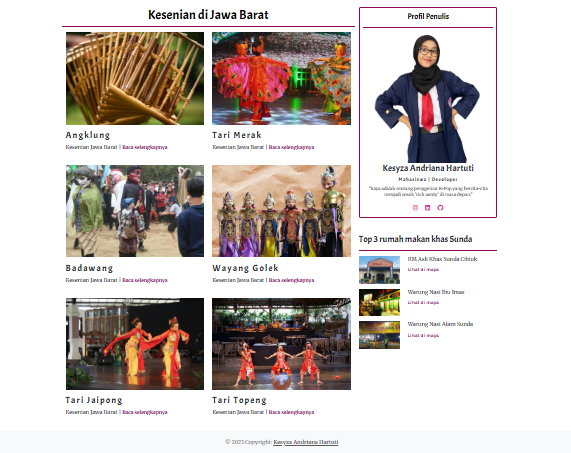 Kesenian di Jawa Barat
Angklung
Kesenian Jawa Barat | Baca selengkapnya
Tari Merak
Kesenian Jawa Barat | Baca selengkapnya
Badawang
Kesenian Jawa Barat | Baca selengkapnya
Wayang Golek
Kesenian Jawa Barat | Baca selengkapnya
Tari Jaipong
Kesenian Jawa Barat | Baca selengkapnya
Tari Topeng
Kesenian Jawa Barat | Baca selengkapnya
Profil Penulis
Kesyza Andriana Hartuti
Mahasiswa | Developer
"Saya adalah seorang penggemar K-Pop yang bercita-cita
menjadi sosok 'rich aunty' di masa depan."
Top 3 rumah makan khas Sunda
RM Asli Khas Sunda Cibiuk
Lihat di maps
Warung Nasi Ibu Imas
Lihat di maps
Warung Nasi Alam Sunda
Lihat di maps
© 2023 Copyright: Kesyza Andriana Hartuti